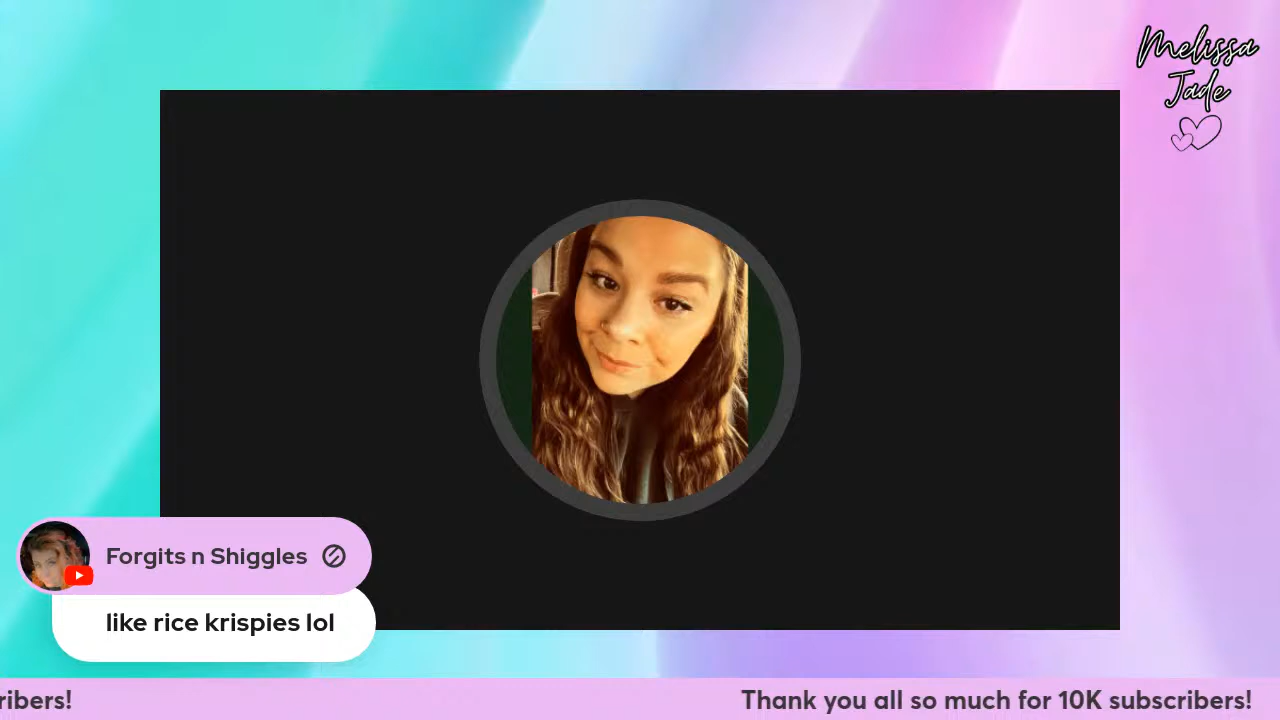 Melissa
Jade
Forgits n Shiggles
like rice krispies lol
ribers!
Thank you all so much for 10K subscribers!